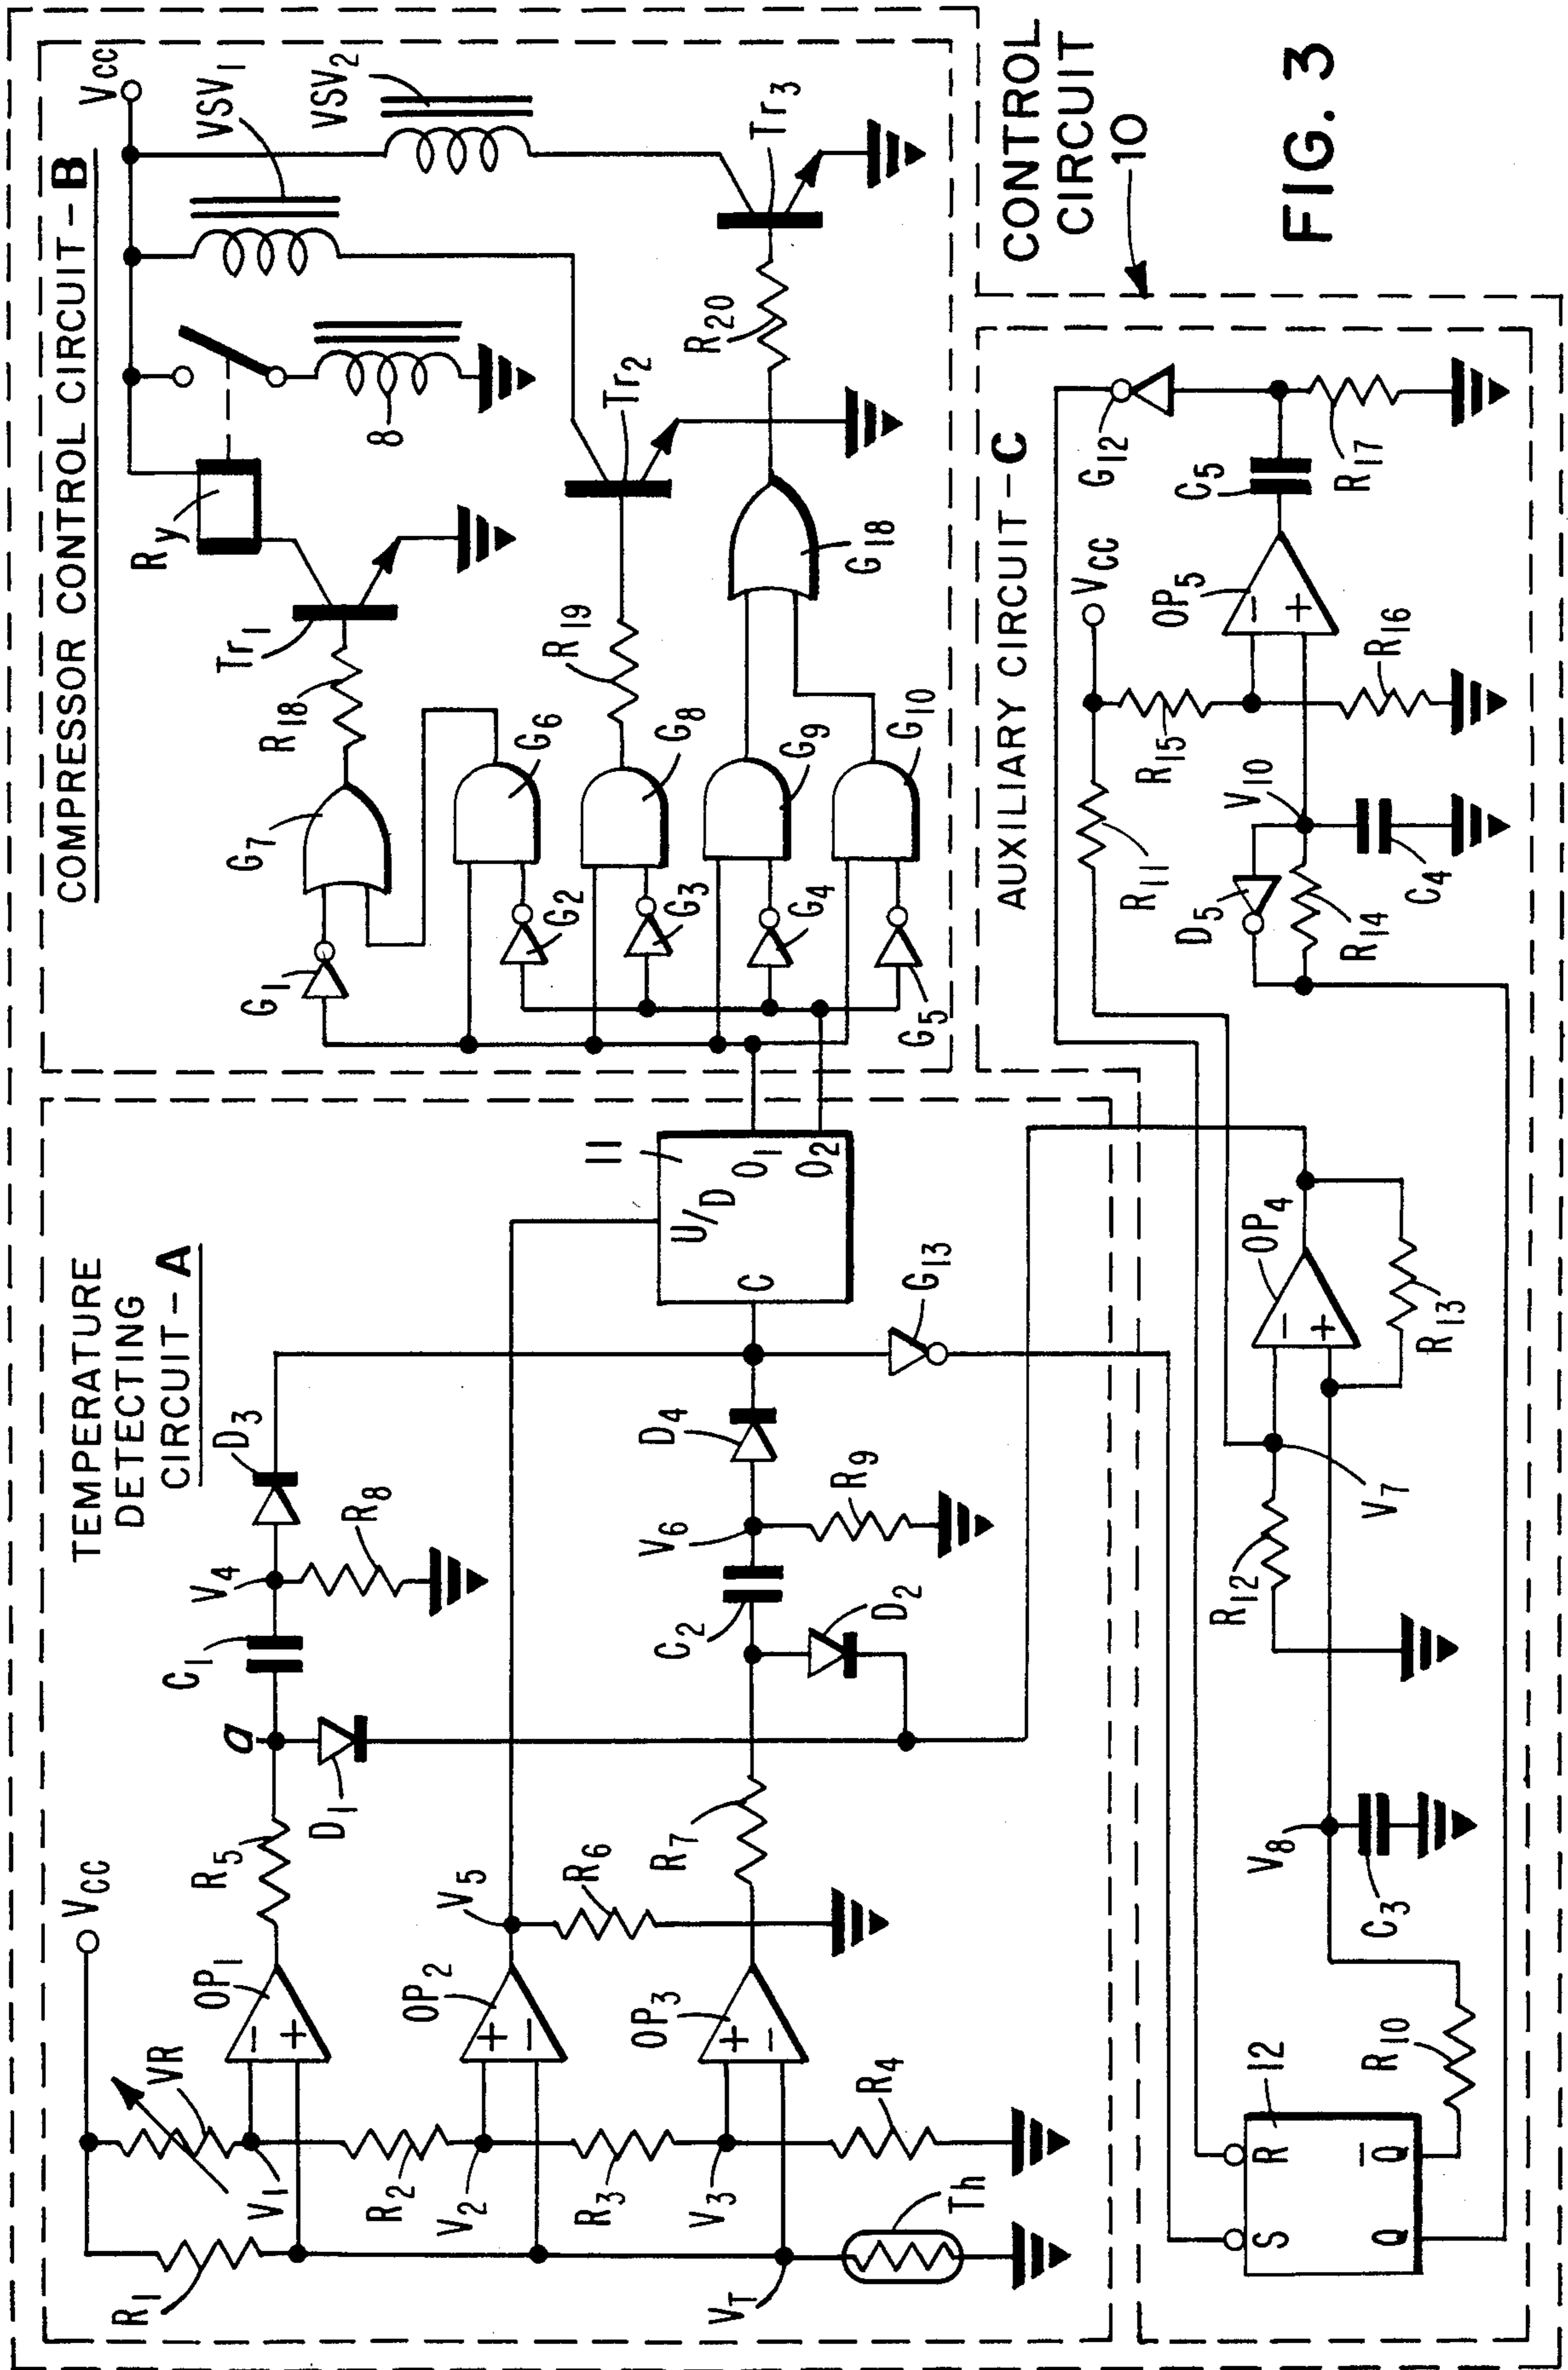 COMPRESSOR CONTROL CIRCUIT-B
VCC
VSV1
VSV2
Ry
8
Tr1
Tr2
Tr3
R18
R19
R20
G7
G6
G8
G9
G10
G18
G1
G2
G3
G4
G5
TEMPERATURE
DETECTING
CIRCUIT-A
VCC
VR
R1
V1
R2
V2
R3
V3
R4
VT
Th
OP1
− +
OP2
+ −
OP3
+ −
R5
V5
R6
R7
a
D1
C1
V4
R8
D3
C2
D2
V6
R9
D4
11
U/D
C
O1
O2
G13
AUXILIARY CIRCUIT-C
VCC
G12
C5
R17
OP5
− +
R15
R16
R11
V10
D5
R14
C4
OP4
− +
R13
R12
V7
V8
C3
R10
12
S
R
Q
Q̅
CONTROL
CIRCUIT
10
FIG. 3